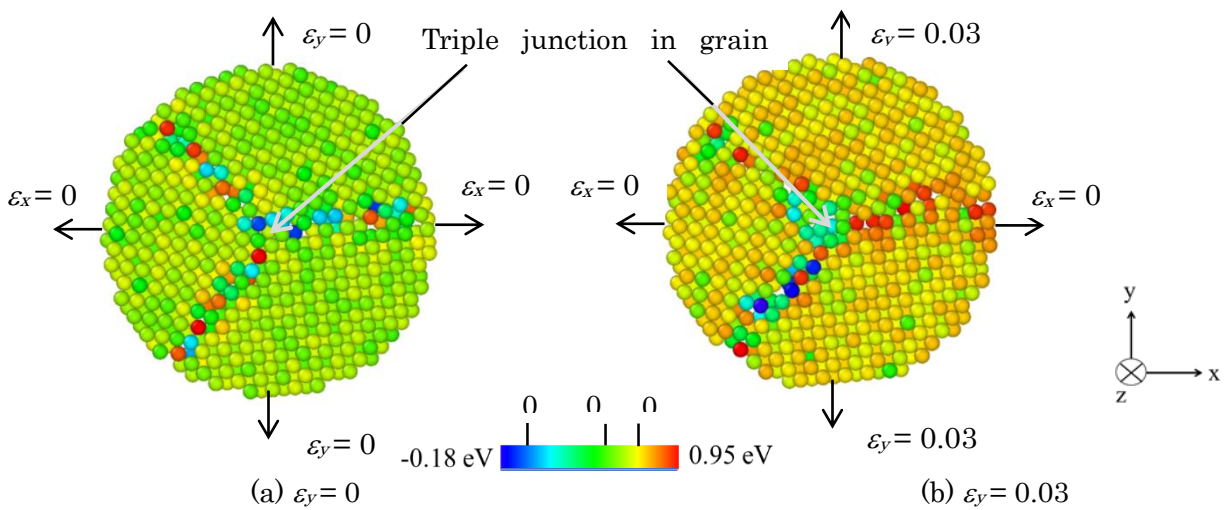 εy = 0
Triple junction in grain
εy = 0.03
εx = 0
εx = 0
εx = 0
εx = 0
y
x
z
0 0 0
-0.18 eV
0.95 eV
εy = 0
εy = 0.03
(a) εy = 0
(b) εy = 0.03